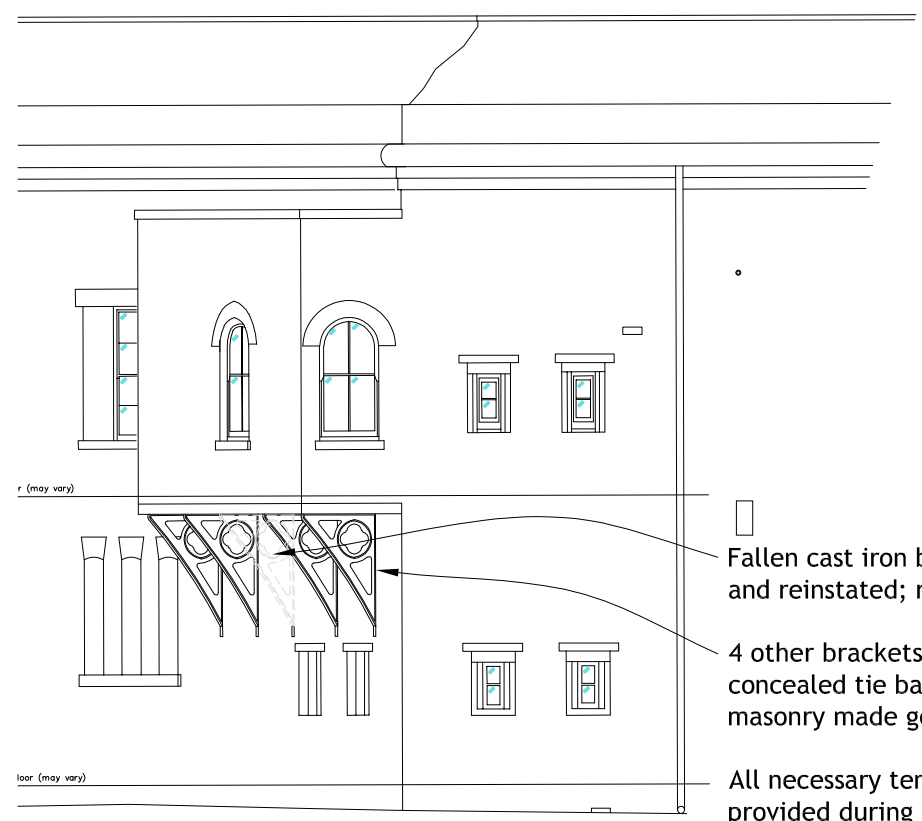 r (may vary)
Fallen cast iron b
and reinstated; r
4 other brackets
concealed tie ba
masonry made go
loor (may vary)
All necessary ter
provided during